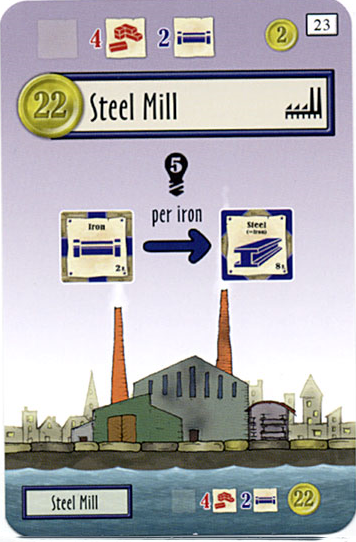 4 2 2 23
22 Steel Mill
5
per iron
Iron
2
Steel
(=Iron)
8
Steel Mill 4 2 22